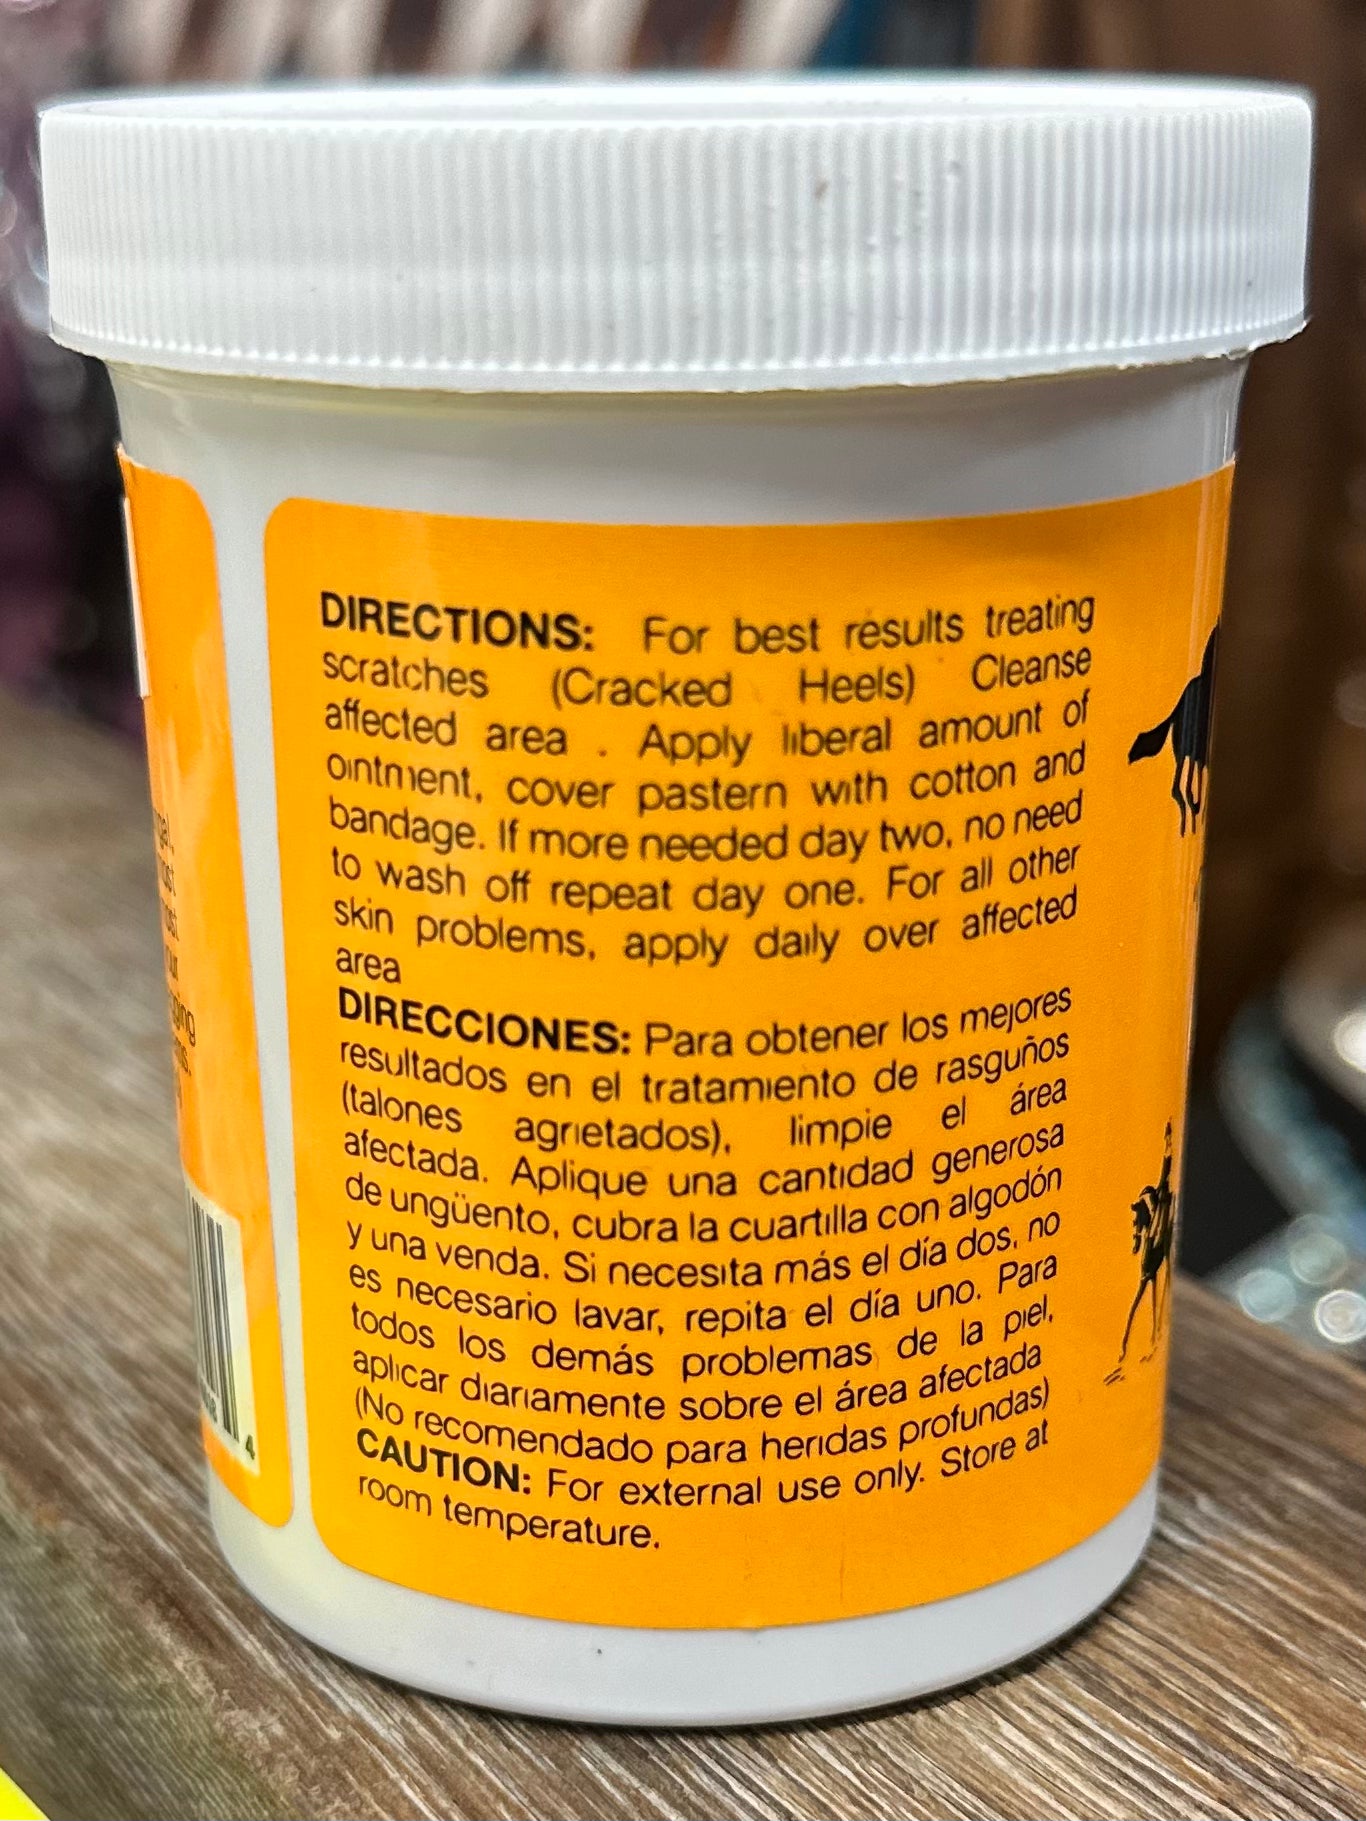 DIRECTIONS: For best results treating
scratches (Cracked Heels) Cleanse
affected area . Apply liberal amount of
ointment, cover pastern with cotton and
bandage. If more needed day two, no need
to wash off repeat day one. For all other
skin problems, apply daily over affected
area
DIRECCIONES: Para obtener los mejores
resultados en el tratamiento de rasguños
(talones agrietados), limpie el área
afectada. Aplique una cantidad generosa
de ungüento, cubra la cuartilla con algodón
y una venda. Si necesita más el día dos, no
es necesario lavar, repita el día uno. Para
todos los demás problemas de la piel,
aplicar diariamente sobre el área afectada
(No recomendado para heridas profundas)
CAUTION: For external use only. Store at
room temperature.
4